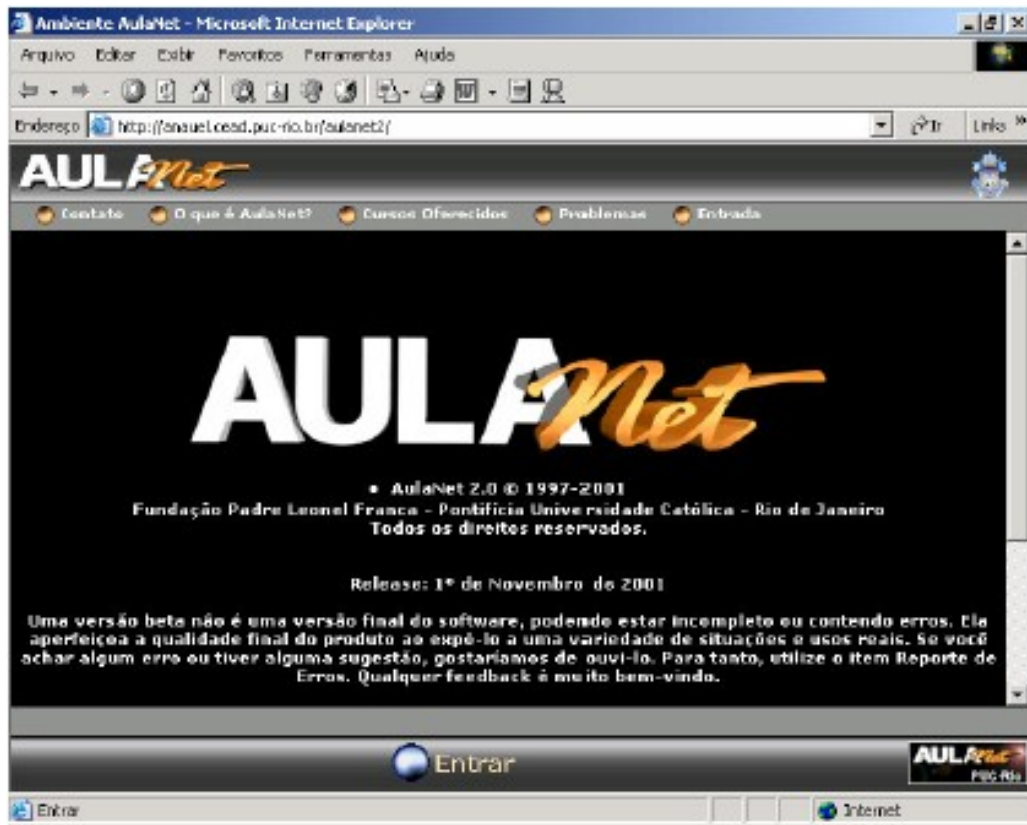 Ambiente AulaNet - Microsoft Internet Explorer
Arquivo Editar Exibir Favoritos Ferramentas Ajuda
Endereço http://anauel.cead.puc-rio.br/aulanet2/ Ir Links »
AULANet
Contato O que é AulaNet? Cursos Oferecidos Problemas Entrada
AULANet
• AulaNet 2.0 © 1997-2001
Fundação Padre Leonel Franca - Pontifícia Universidade Católica - Rio de Janeiro
Todos os direitos reservados.
Release: 1º de Novembro de 2001
Uma versão beta não é uma versão final do software, podendo estar incompleto ou contendo erros. Ela
aperfeiçoa a qualidade final do produto ao expê-lo a uma variedade de situações e usos reais. Se você
achar algum erro ou tiver alguma sugestão, gostaríamos de ouvi-lo. Para tanto, utilize o item Reporte de
Erros. Qualquer feedback é muito bem-vindo.
Entrar
AULANet
PUC-Rio
Entrar Internet